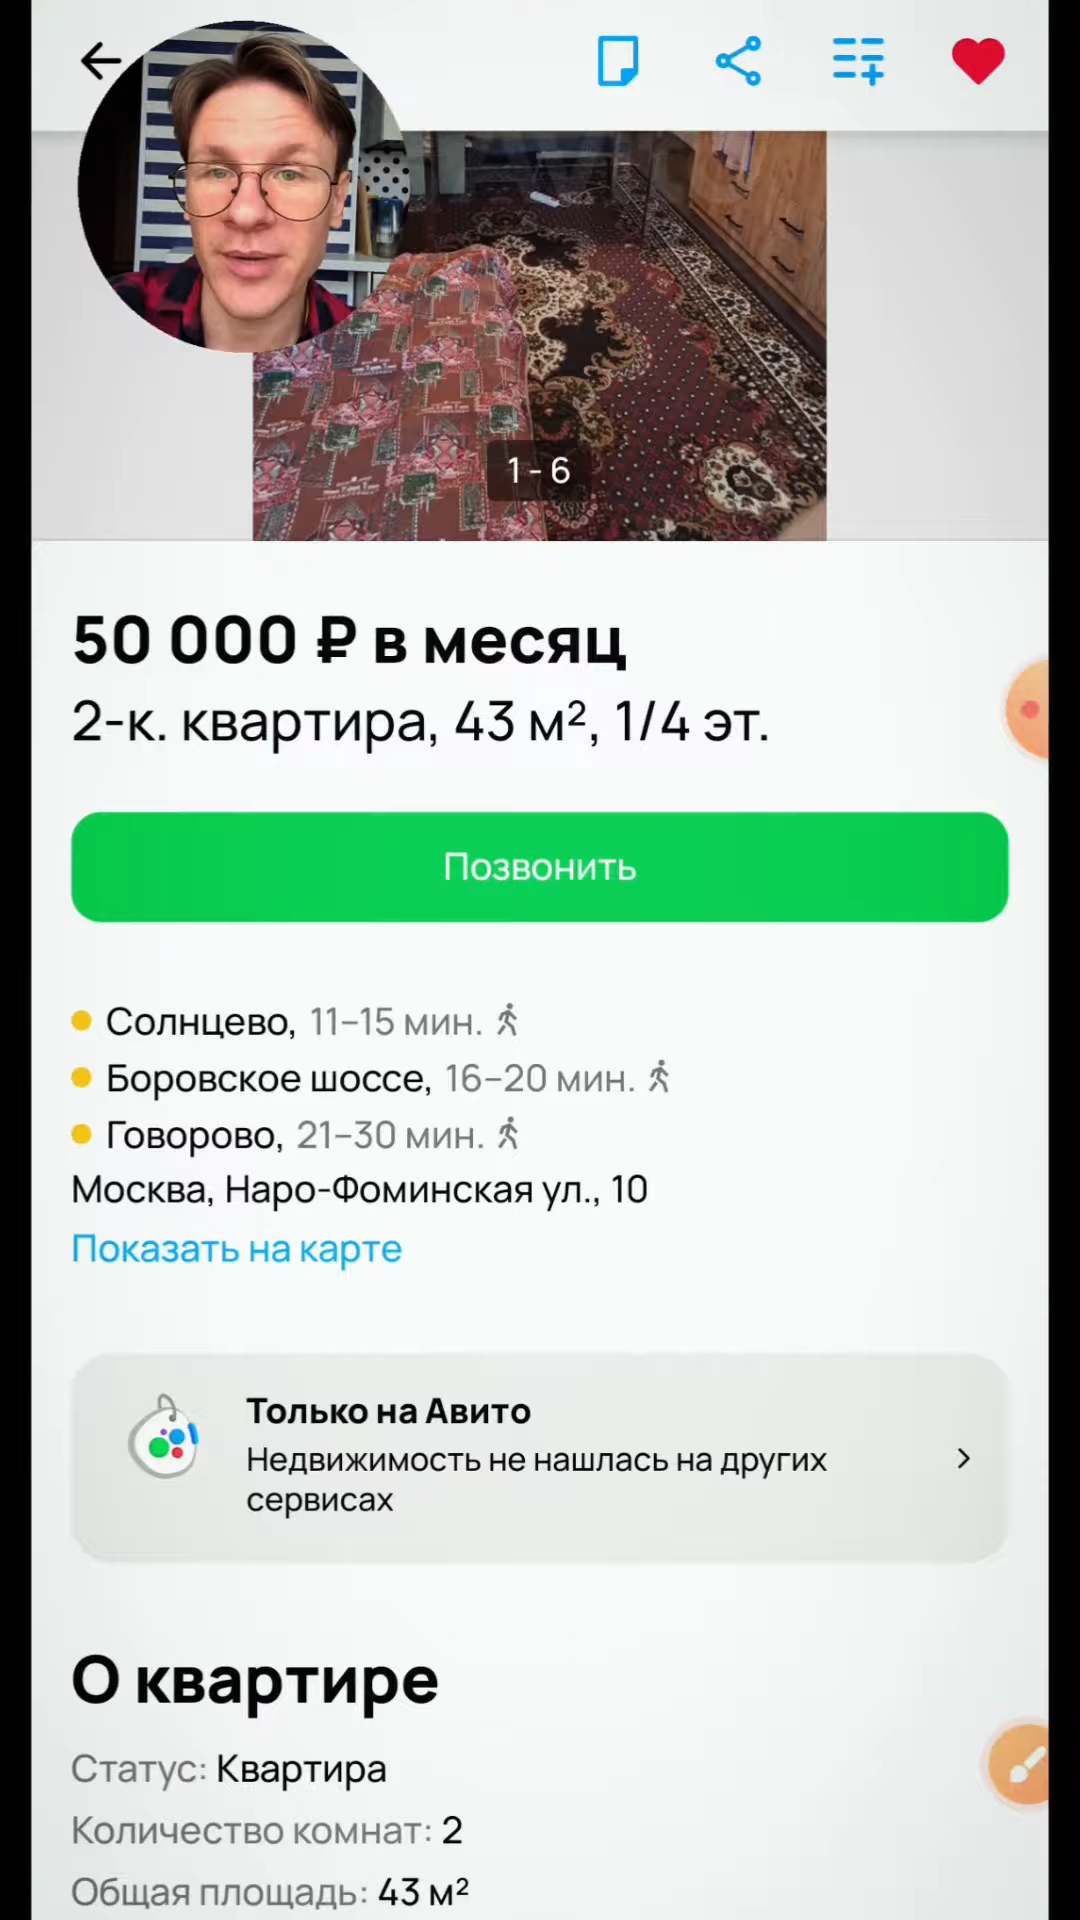 1 - 6
50 000 ₽ в месяц
2-к. квартира, 43 м², 1/4 эт.
Позвонить
Солнцево, 11–15 мин.
Боровское шоссе, 16–20 мин.
Говорово, 21–30 мин.
Москва, Наро-Фоминская ул., 10
Показать на карте
Только на Авито
Недвижимость не нашлась на других
сервисах
О квартире
Статус: Квартира
Количество комнат: 2
Общая площадь: 43 м²